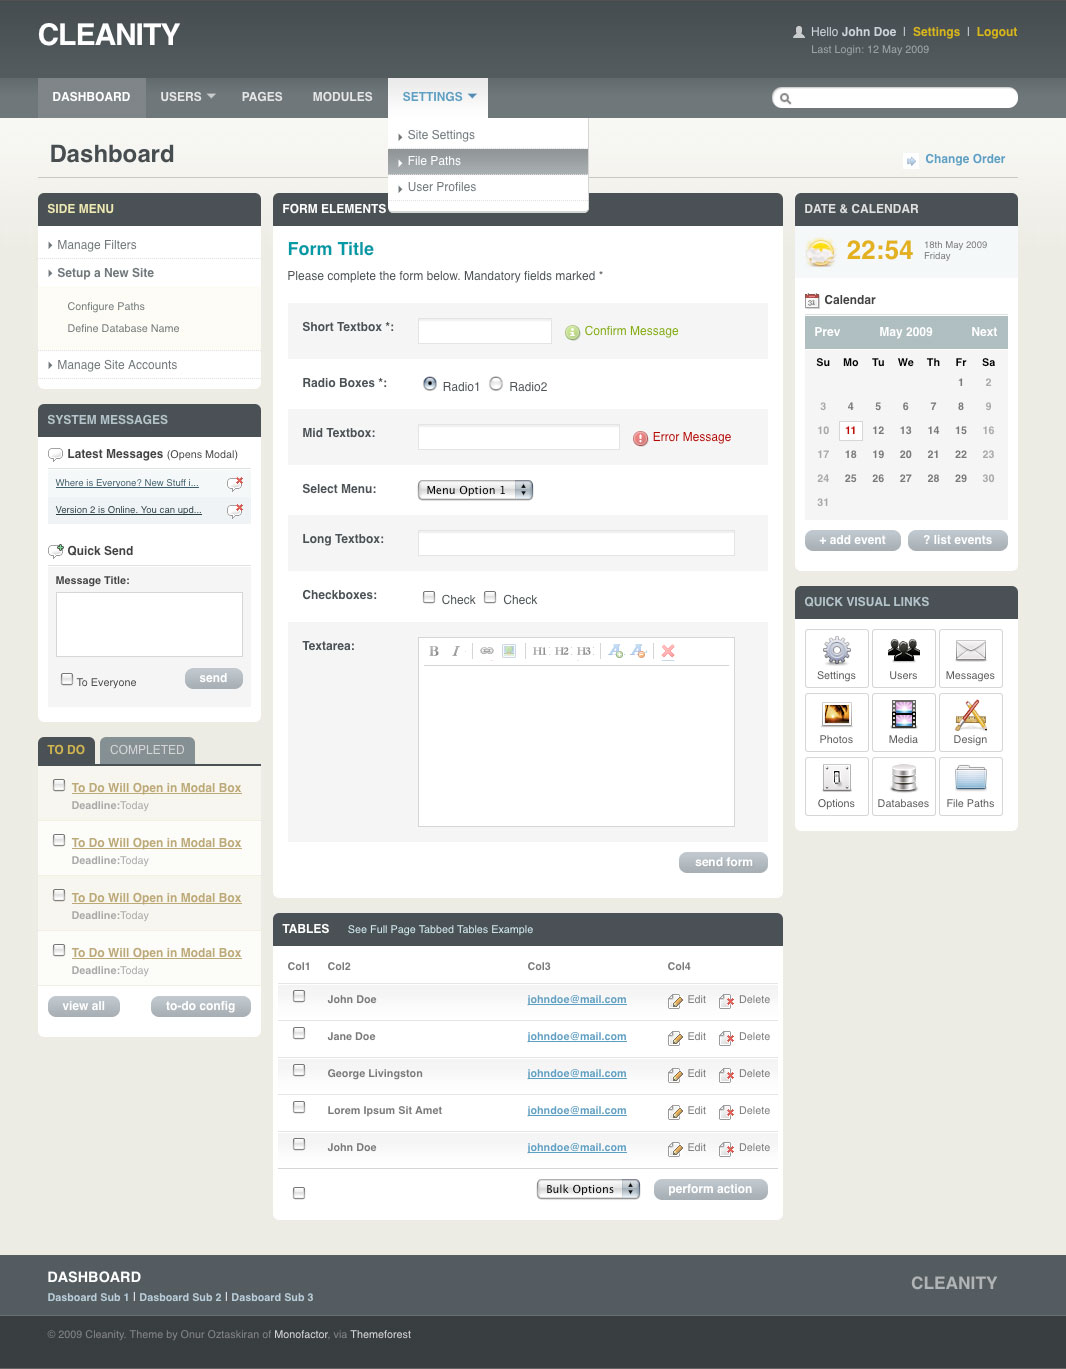 CLEANITY
Hello John Doe | Settings | Logout
Last Login: 12 May 2009
DASHBOARD USERS PAGES MODULES SETTINGS
Site Settings
File Paths
User Profiles
Dashboard
Change Order
SIDE MENU
Manage Filters
Setup a New Site
Configure Paths
Define Database Name
Manage Site Accounts
SYSTEM MESSAGES
Latest Messages (Opens Modal)
Where is Everyone? New Stuff i...
Version 2 is Online. You can upd...
Quick Send
Message Title:
To Everyone send
TO DO COMPLETED
To Do Will Open in Modal Box
Deadline:Today
To Do Will Open in Modal Box
Deadline:Today
To Do Will Open in Modal Box
Deadline:Today
To Do Will Open in Modal Box
Deadline:Today
view all to-do config
FORM ELEMENTS
Form Title
Please complete the form below. Mandatory fields marked *
Short Textbox *: Confirm Message
Radio Boxes *: Radio1 Radio2
Mid Textbox: Error Message
Select Menu: Menu Option 1
Long Textbox:
Checkboxes: Check Check
Textarea: B I H1 H2 H3
send form
TABLES See Full Page Tabbed Tables Example
Col1 Col2 Col3 Col4
John Doe johndoe@mail.com Edit Delete
Jane Doe johndoe@mail.com Edit Delete
George Livingston johndoe@mail.com Edit Delete
Lorem Ipsum Sit Amet johndoe@mail.com Edit Delete
John Doe johndoe@mail.com Edit Delete
Bulk Options perform action
DATE & CALENDAR
22:54
18th May 2009
Friday
31 Calendar
Prev May 2009 Next
Su Mo Tu We Th Fr Sa
1 2
3 4 5 6 7 8 9
10 11 12 13 14 15 16
17 18 19 20 21 22 23
24 25 26 27 28 29 30
31
+ add event ? list events
QUICK VISUAL LINKS
Settings Users Messages
Photos Media Design
Options Databases File Paths
DASHBOARD
Dasboard Sub 1 | Dasboard Sub 2 | Dasboard Sub 3
CLEANITY
© 2009 Cleanity. Theme by Onur Oztaskiran of Monofactor, via Themeforest